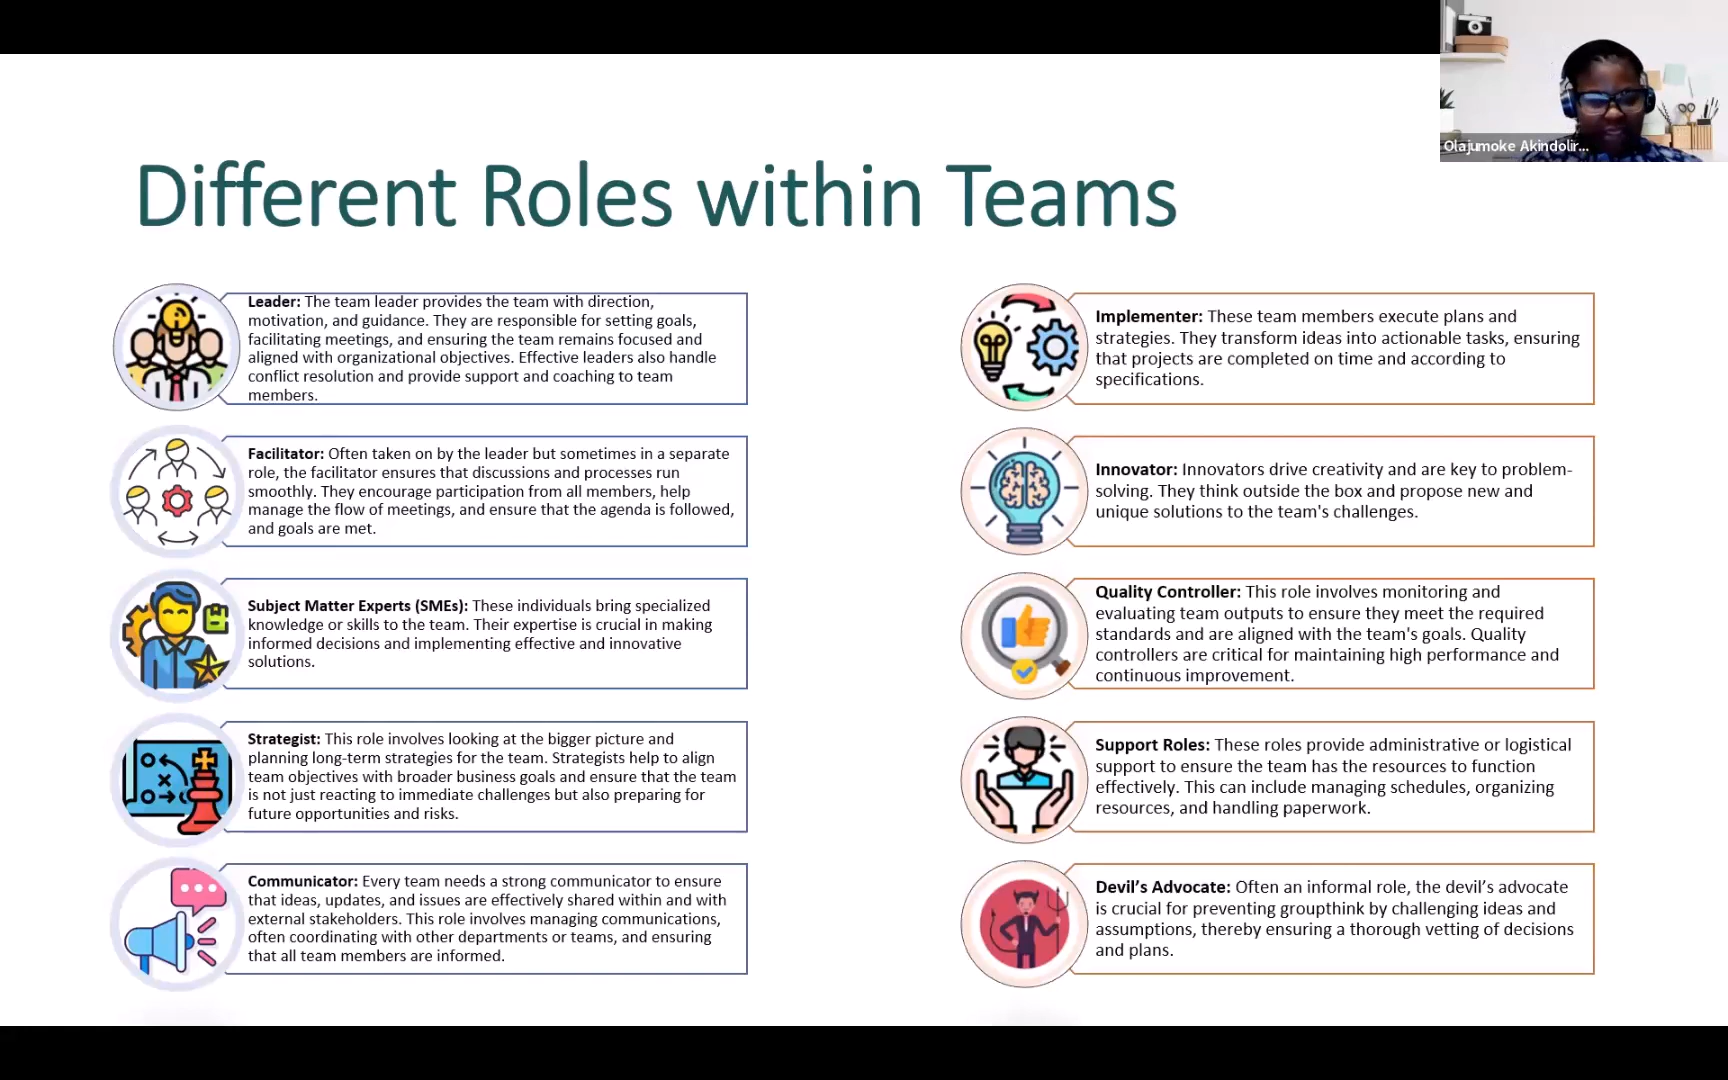 Olajumoke Akindolir...
Different Roles within Teams
Leader: The team leader provides the team with direction,
motivation, and guidance. They are responsible for setting goals,
facilitating meetings, and ensuring the team remains focused and
aligned with organizational objectives. Effective leaders also handle
conflict resolution and provide support and coaching to team
members.
Facilitator: Often taken on by the leader but sometimes in a separate
role, the facilitator ensures that discussions and processes run
smoothly. They encourage participation from all members, help
manage the flow of meetings, and ensure that the agenda is followed,
and goals are met.
Subject Matter Experts (SMEs): These individuals bring specialized
knowledge or skills to the team. Their expertise is crucial in making
informed decisions and implementing effective and innovative
solutions.
Strategist: This role involves looking at the bigger picture and
planning long-term strategies for the team. Strategists help to align
team objectives with broader business goals and ensure that the team
is not just reacting to immediate challenges but also preparing for
future opportunities and risks.
Communicator: Every team needs a strong communicator to ensure
that ideas, updates, and issues are effectively shared within and with
external stakeholders. This role involves managing communications,
often coordinating with other departments or teams, and ensuring
that all team members are informed.
Implementer: These team members execute plans and
strategies. They transform ideas into actionable tasks, ensuring
that projects are completed on time and according to
specifications.
Innovator: Innovators drive creativity and are key to problem-
solving. They think outside the box and propose new and
unique solutions to the team's challenges.
Quality Controller: This role involves monitoring and
evaluating team outputs to ensure they meet the required
standards and are aligned with the team's goals. Quality
controllers are critical for maintaining high performance and
continuous improvement.
Support Roles: These roles provide administrative or logistical
support to ensure the team has the resources to function
effectively. This can include managing schedules, organizing
resources, and handling paperwork.
Devil’s Advocate: Often an informal role, the devil’s advocate
is crucial for preventing groupthink by challenging ideas and
assumptions, thereby ensuring a thorough vetting of decisions
and plans.